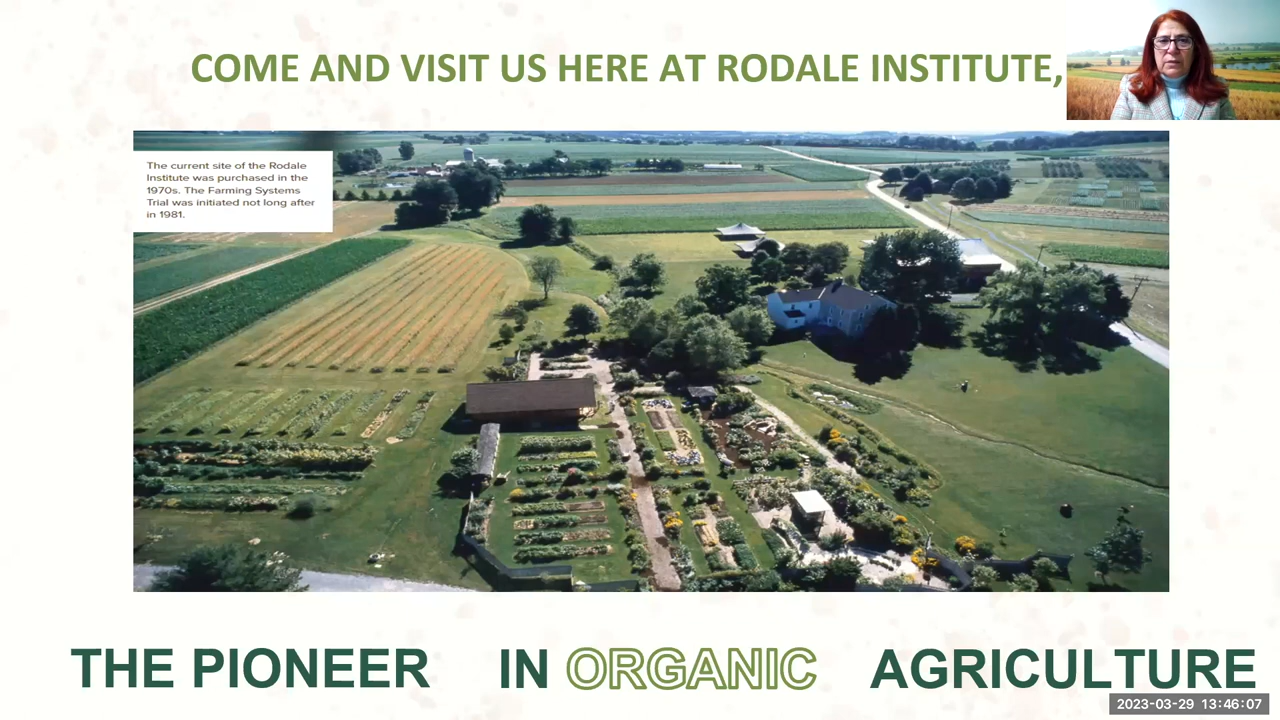 COME AND VISIT US HERE AT RODALE INSTITUTE,
The current site of the Rodale
Institute was purchased in the
1970s. The Farming Systems
Trial was initiated not long after
in 1981.
THE PIONEER IN ORGANIC AGRICULTURE
2023-03-29 13:46:07